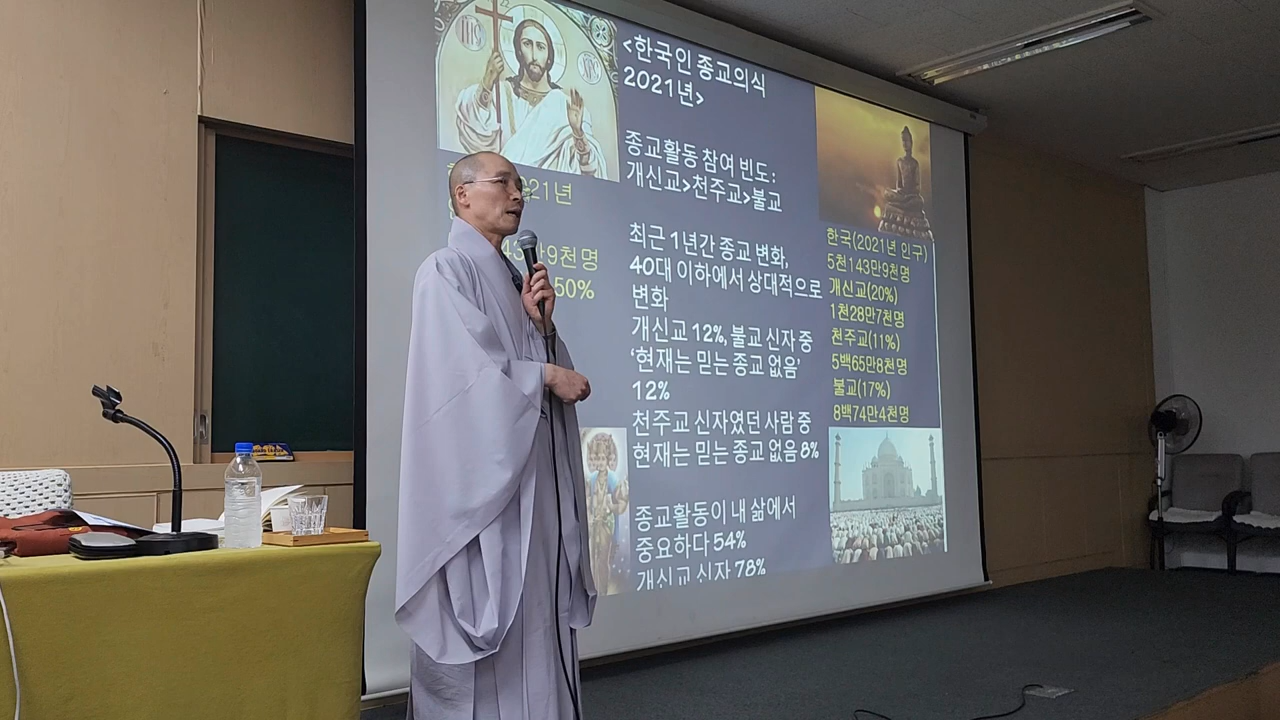 <한국인 종교의식
2021년>
종교활동 참여 빈도:
개신교>천주교>불교
최근 1년간 종교 변화,
40대 이하에서 상대적으로
변화
개신교 12%, 불교 신자 중
‘현재는 믿는 종교 없음’
12%
천주교 신자였던 사람 중
현재는 믿는 종교 없음 8%
종교활동이 내 삶에서
중요하다 54%
개신교 신자 78%
21년
43만9천명
50%
한국(2021년 인구)
5천143만9천명
개신교(20%)
1천28만7천명
천주교(11%)
5백65만8천명
불교(17%)
8백74만4천명